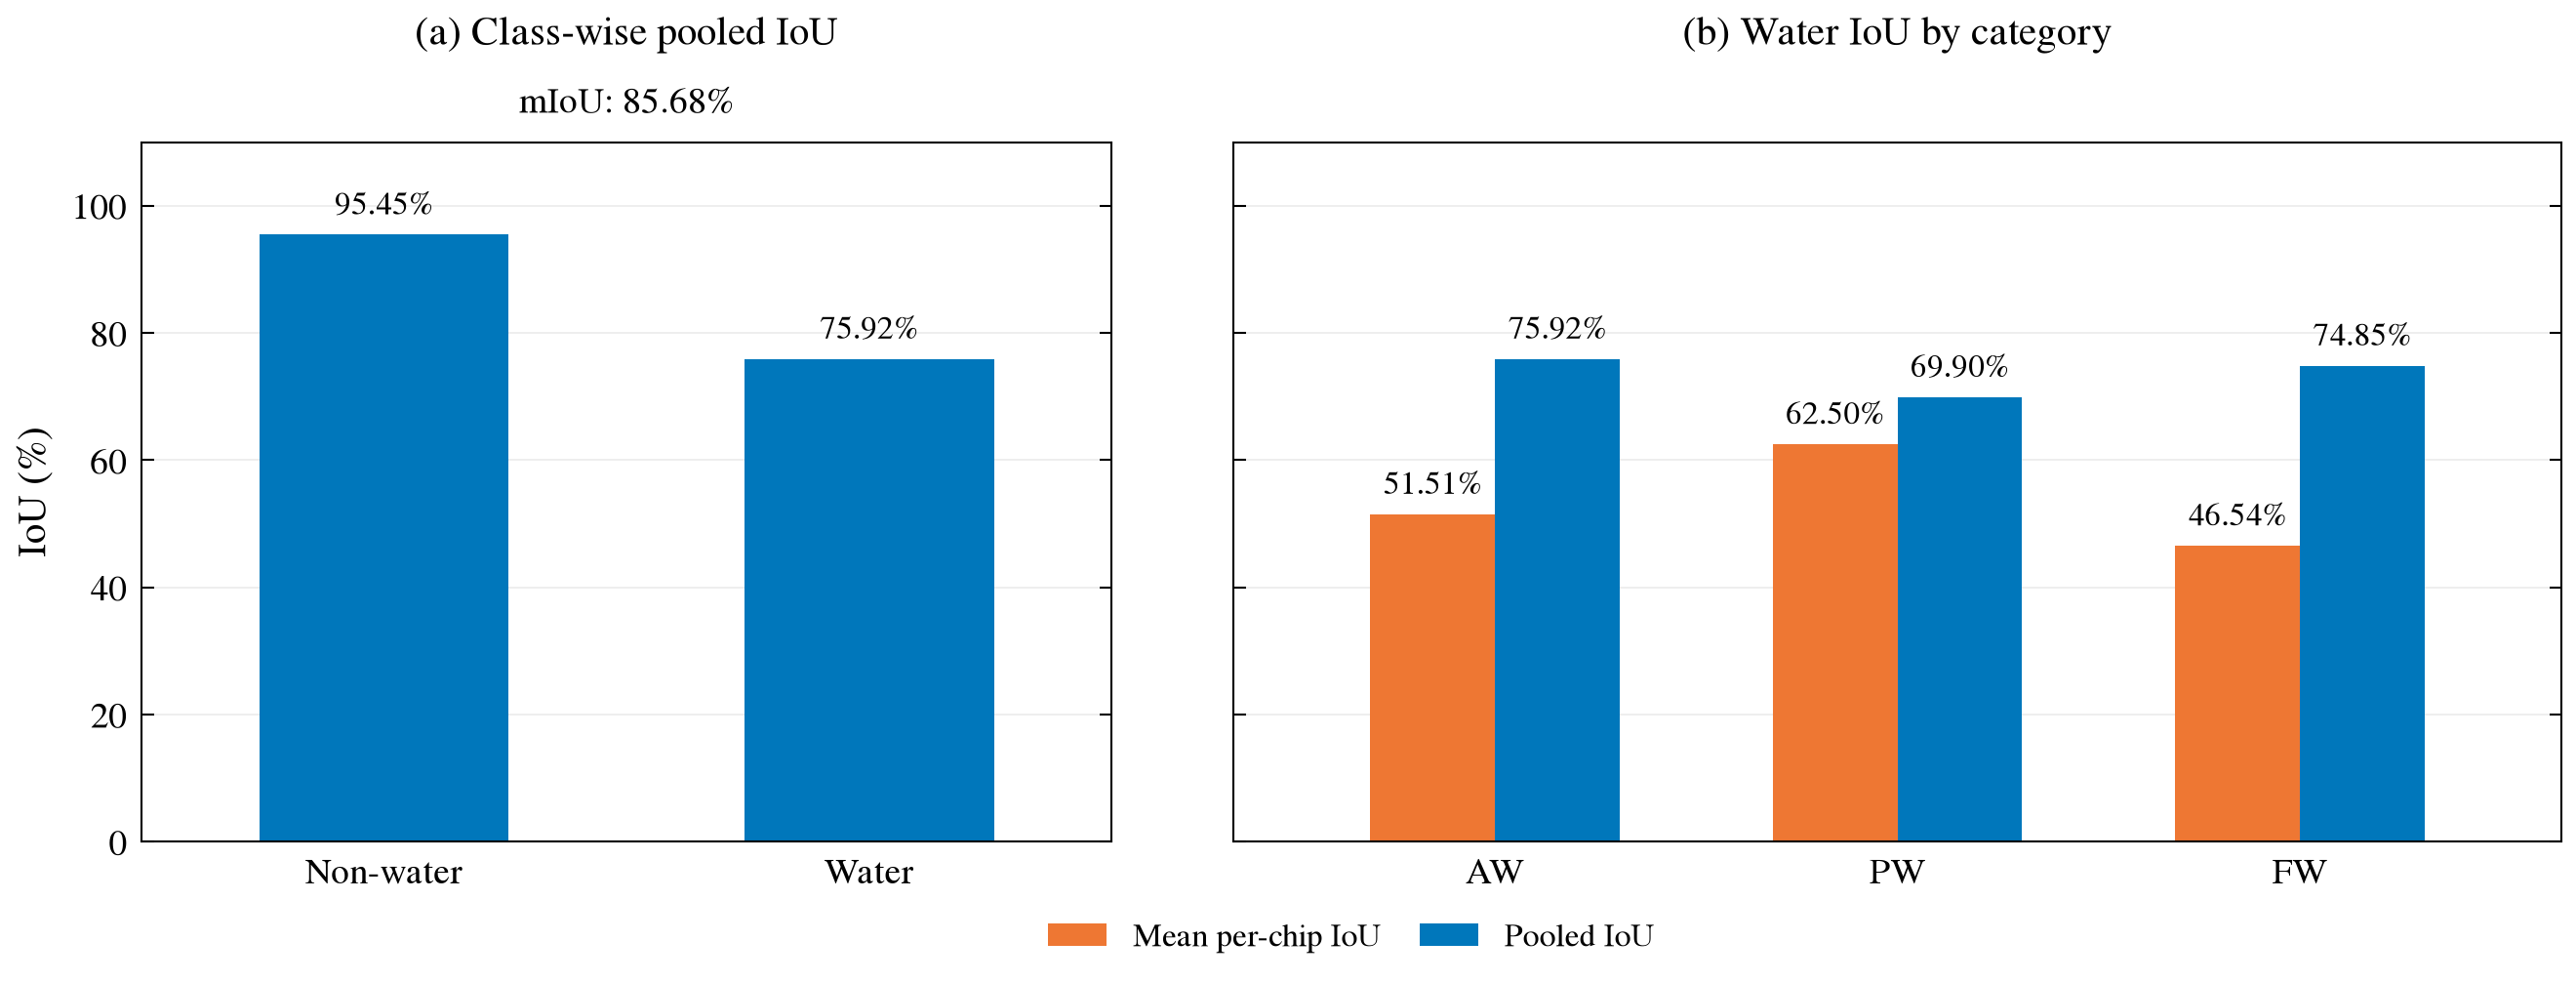 (a) Class-wise pooled IoU
mIoU: 85.68%
IoU (%)
100
80
60
40
20
0
95.45%
75.92%
Non-water
Water
(b) Water IoU by category
51.51%
75.92%
62.50%
69.90%
46.54%
74.85%
AW
PW
FW
Mean per-chip IoU
Pooled IoU